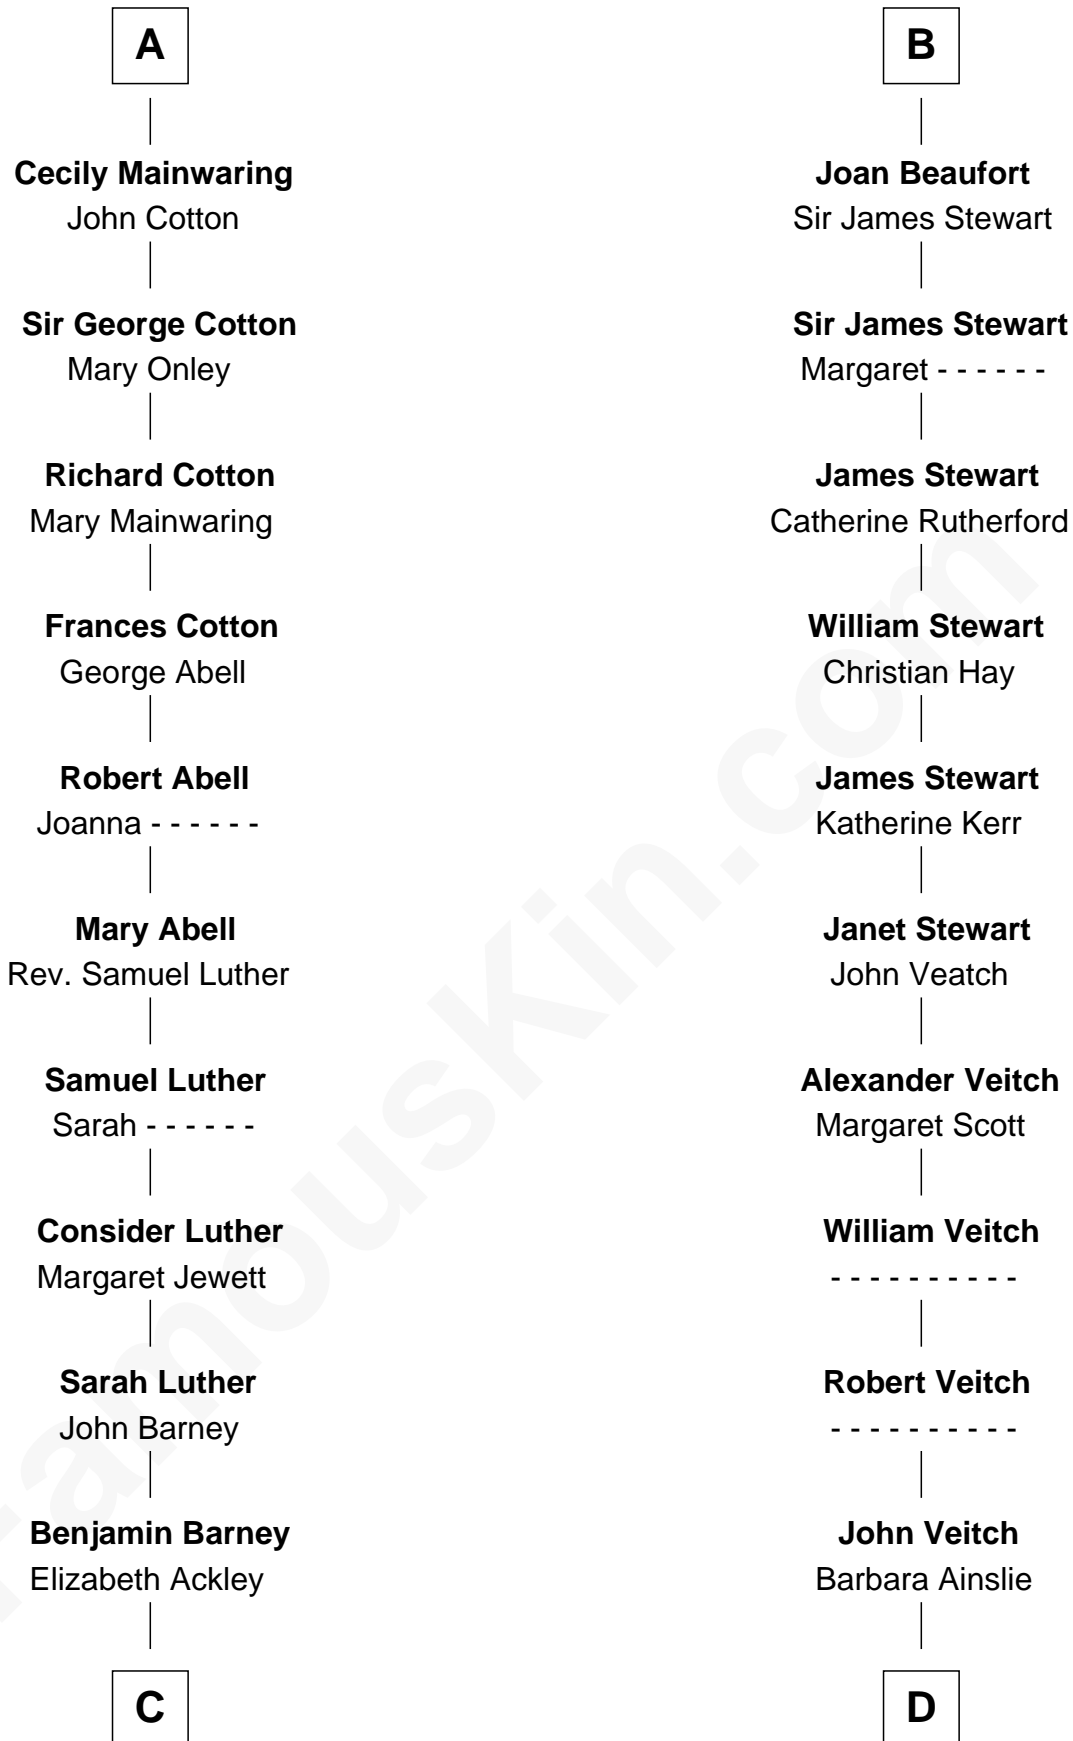 A
Cecily Mainwaring
John Cotton
Sir George Cotton
Mary Onley
Richard Cotton
Mary Mainwaring
Frances Cotton
George Abell
Robert Abell
Joanna - - - - - -
Mary Abell
Rev. Samuel Luther
Samuel Luther
Sarah - - - - - -
Consider Luther
Margaret Jewett
Sarah Luther
John Barney
Benjamin Barney
Elizabeth Ackley
C
B
Joan Beaufort
Sir James Stewart
Sir James Stewart
Margaret - - - - - -
James Stewart
Catherine Rutherford
William Stewart
Christian Hay
James Stewart
Katherine Kerr
Janet Stewart
John Veatch
Alexander Veitch
Margaret Scott
William Veitch
- - - - - - - - - -
Robert Veitch
- - - - - - - - - -
John Veitch
Barbara Ainslie
D
FamousKin.com